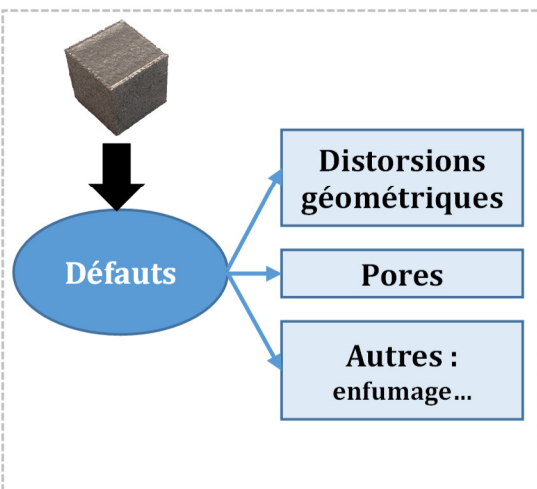 Défauts
Distorsions
géométriques
Pores
Autres :
enfumage...